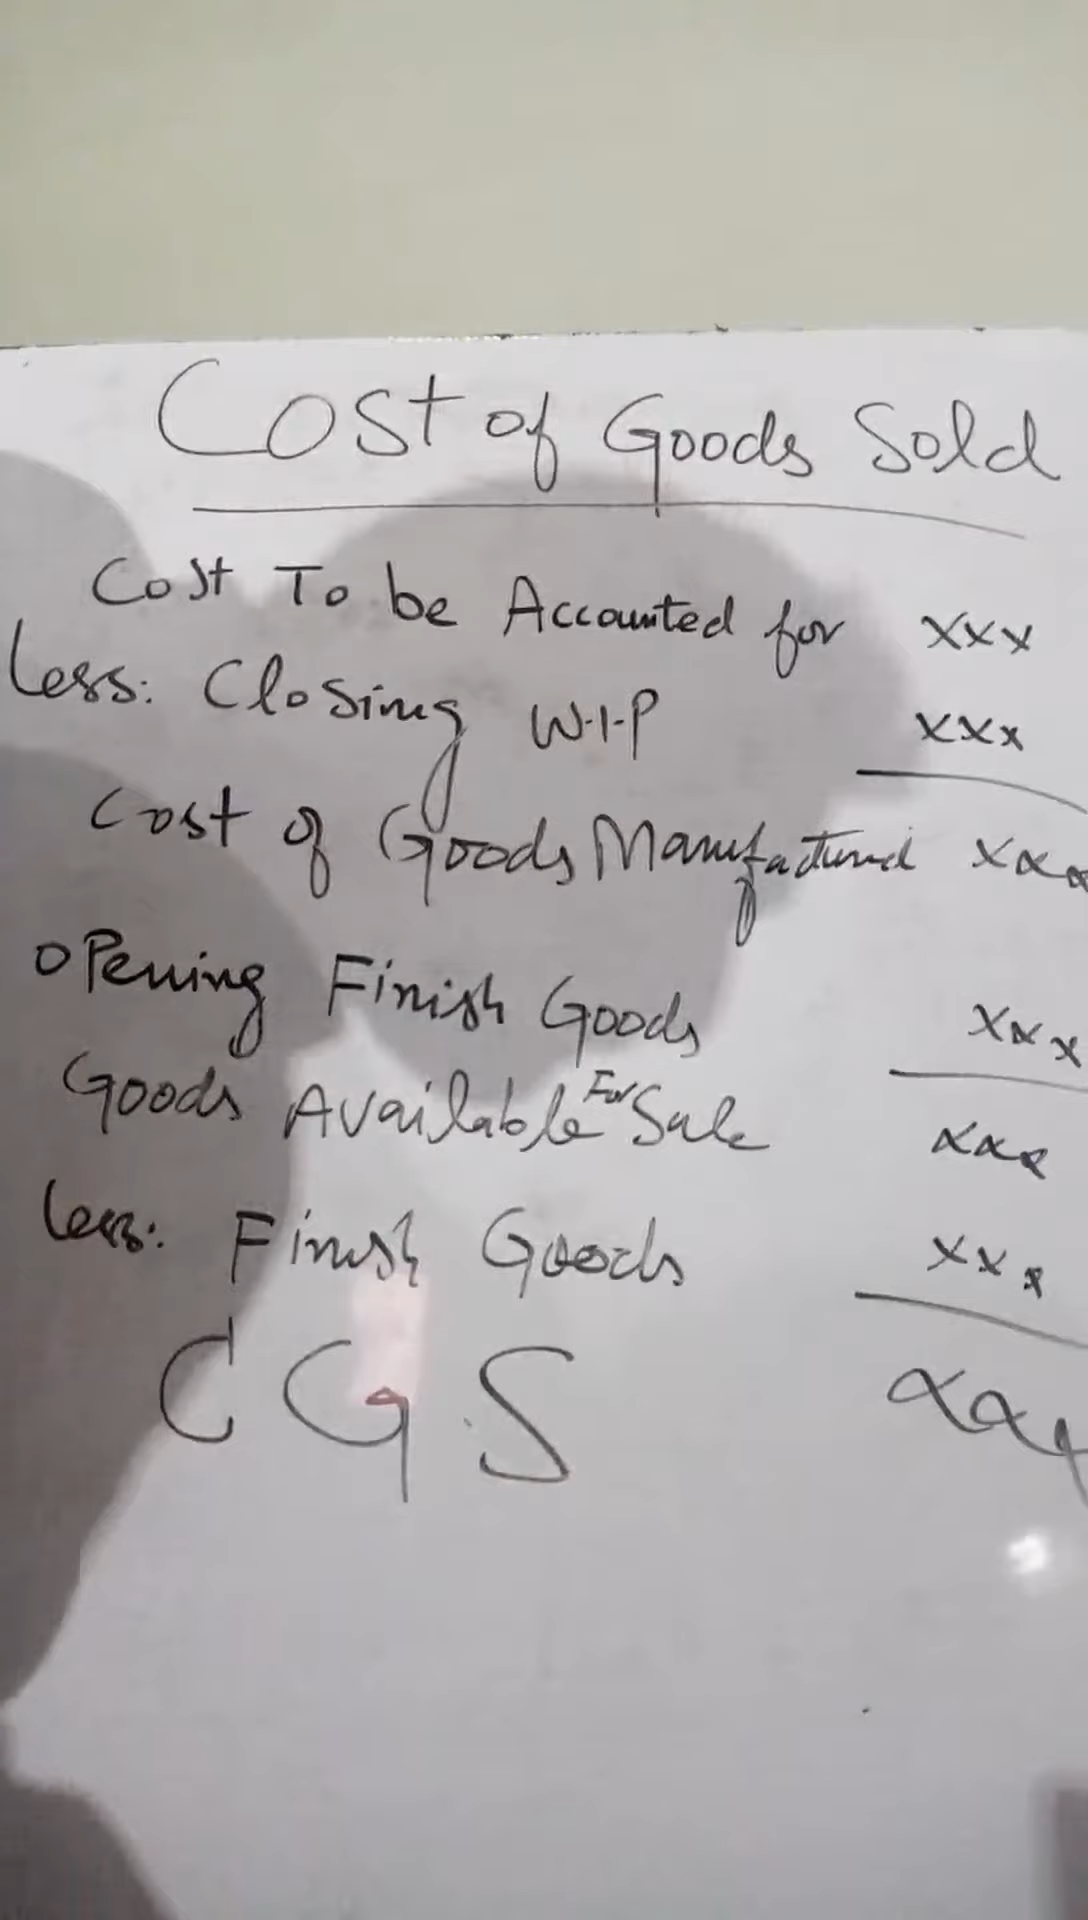 Cost of Goods Sold
Cost To be Accounted for xxx
Less: Closing W.I.P xxx
Cost of Goods Manufactured xxx
Opening Finish Goods xxx
Goods Available For Sale xxx
Less: Finish Goods xxx
CGS xxx